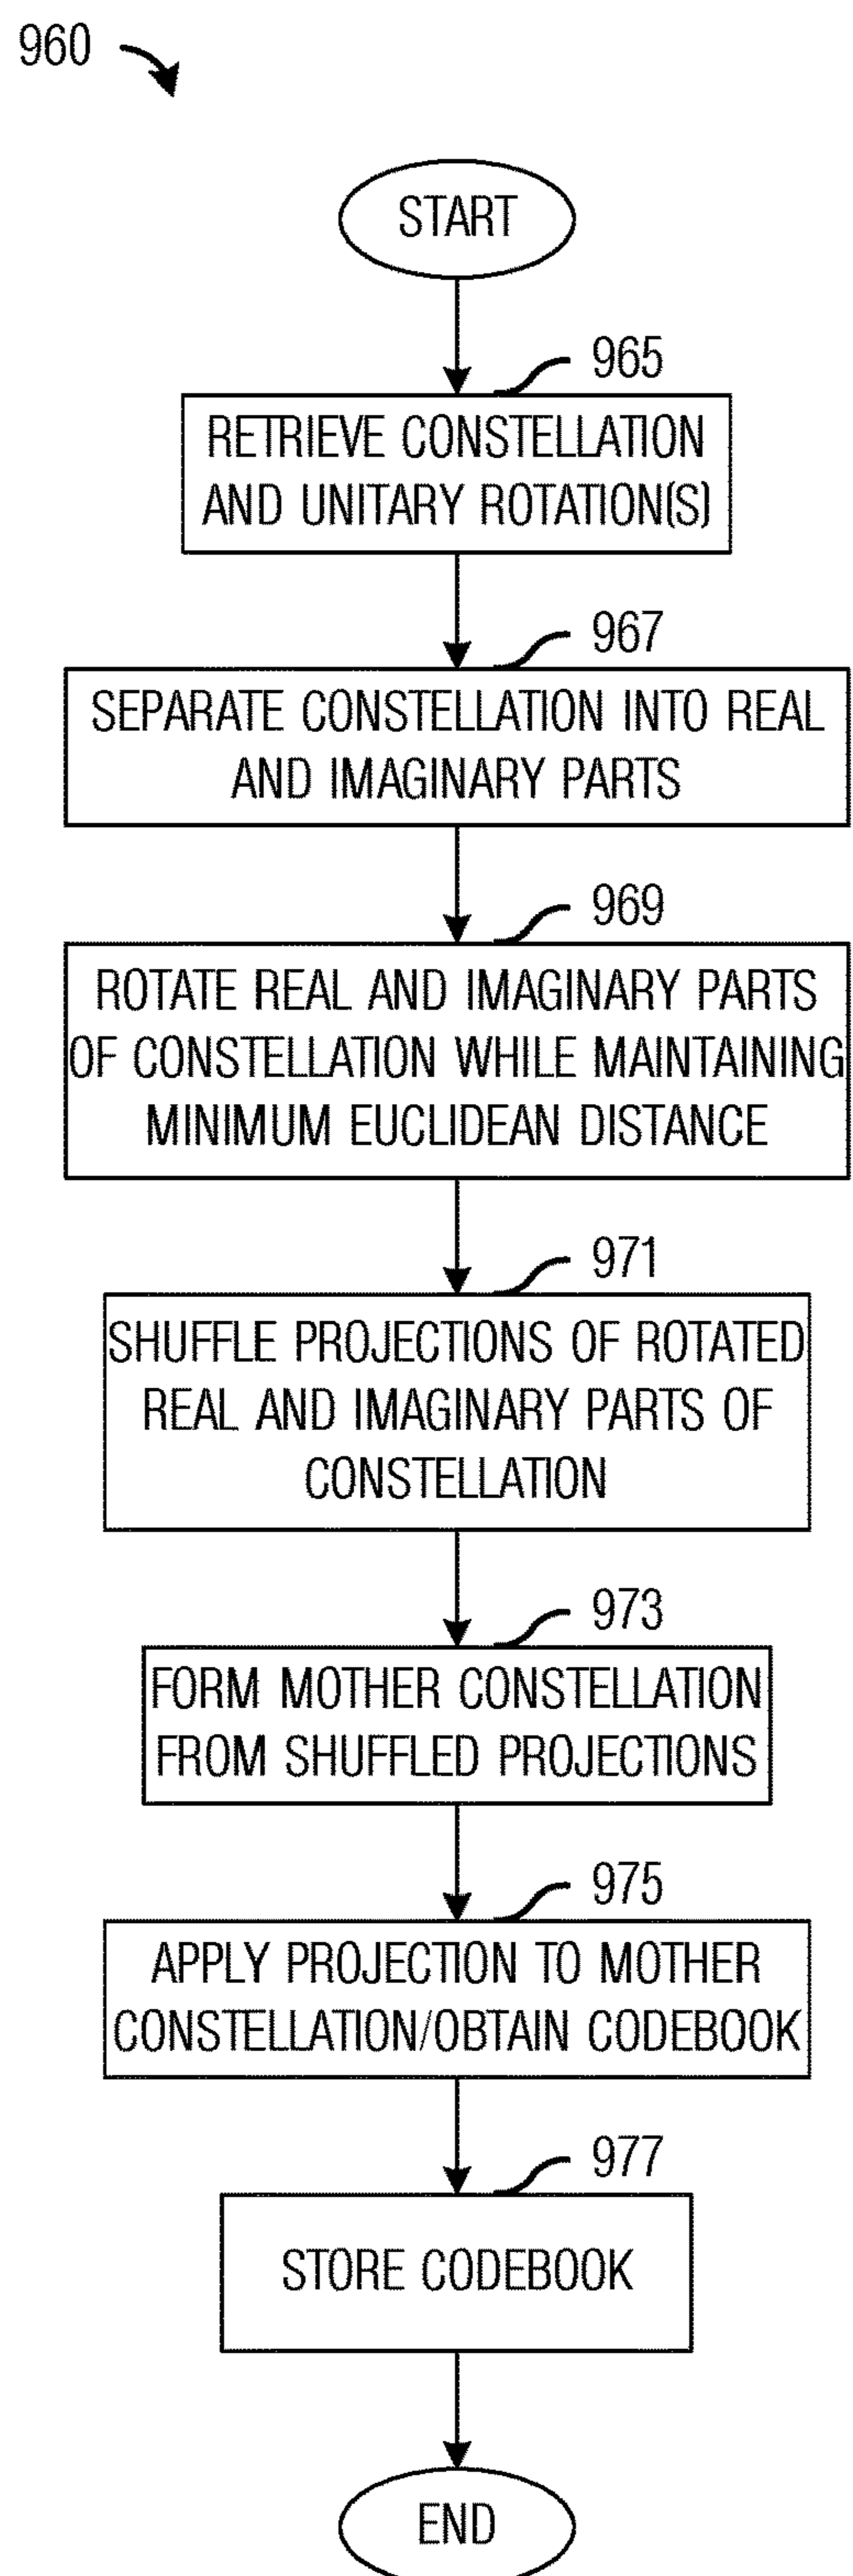 960
START
965
RETRIEVE CONSTELLATION
AND UNITARY ROTATION(S)
967
SEPARATE CONSTELLATION INTO REAL
AND IMAGINARY PARTS
969
ROTATE REAL AND IMAGINARY PARTS
OF CONSTELLATION WHILE MAINTAINING
MINIMUM EUCLIDEAN DISTANCE
971
SHUFFLE PROJECTIONS OF ROTATED
REAL AND IMAGINARY PARTS OF
CONSTELLATION
973
FORM MOTHER CONSTELLATION
FROM SHUFFLED PROJECTIONS
975
APPLY PROJECTION TO MOTHER
CONSTELLATION/OBTAIN CODEBOOK
977
STORE CODEBOOK
END